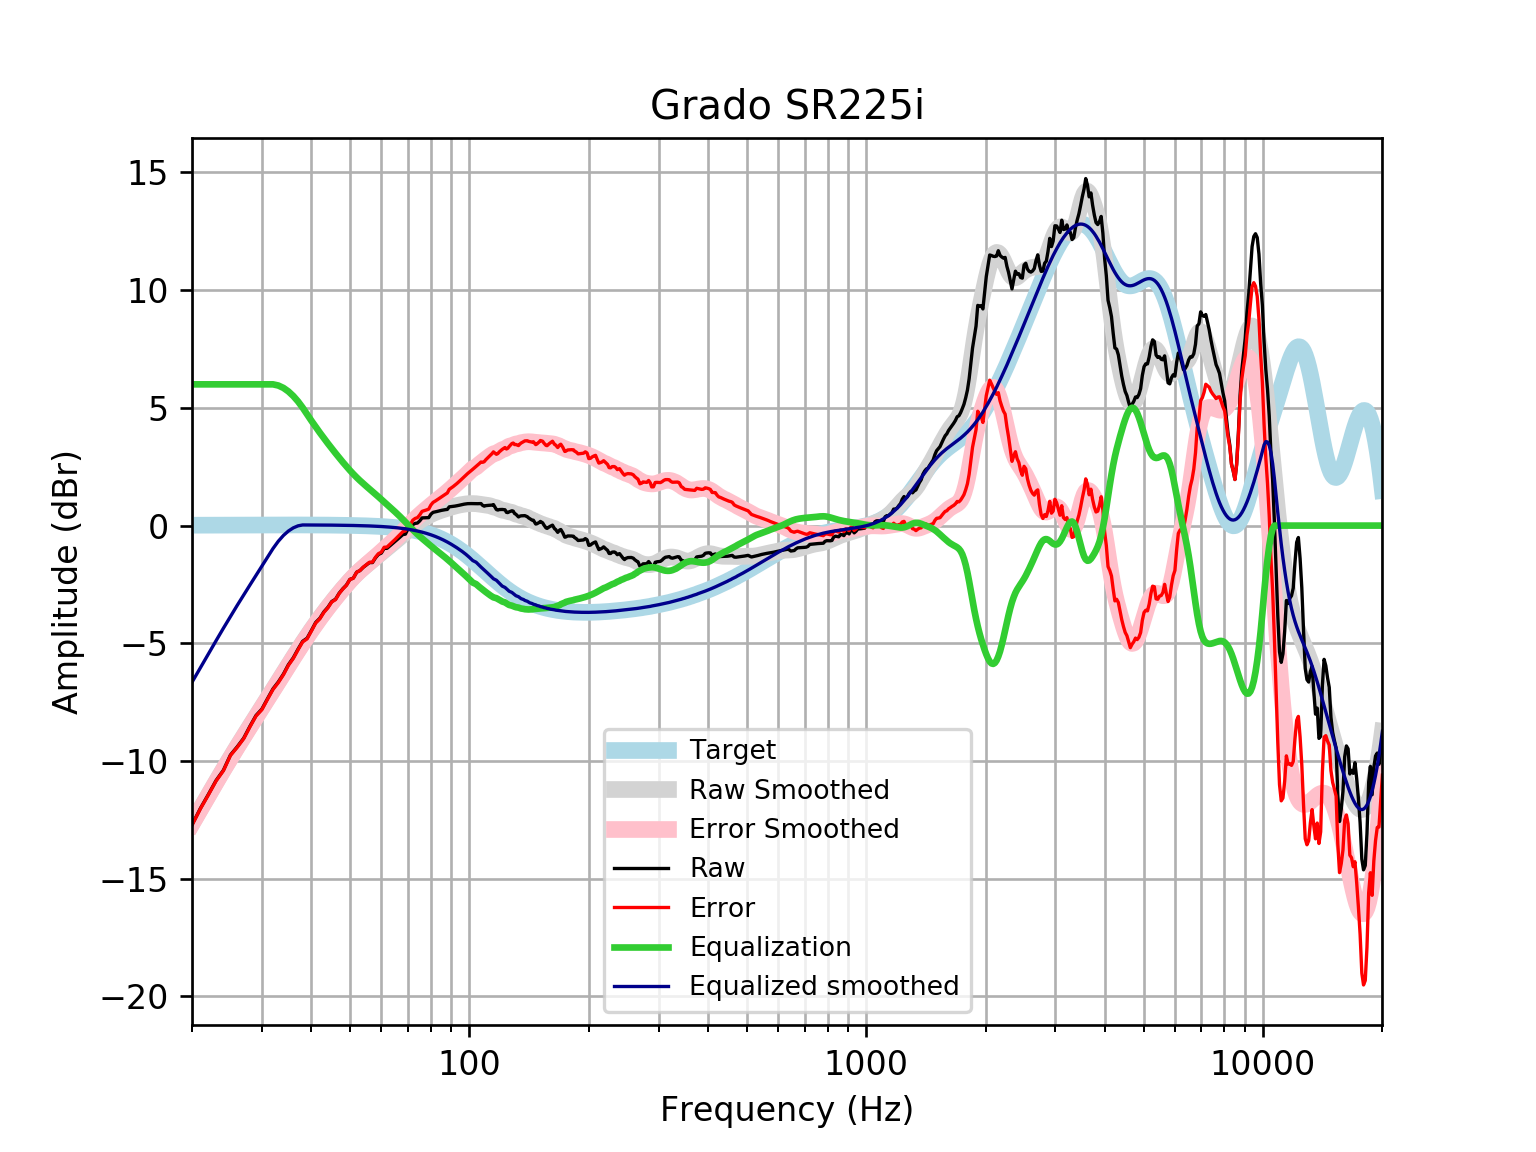 Grado SR225i
15
10
5
0
−5
−10
−15
−20
Amplitude (dBr)
Target
Raw Smoothed
Error Smoothed
Raw
Error
Equalization
Equalized smoothed
100 1000 10000
Frequency (Hz)